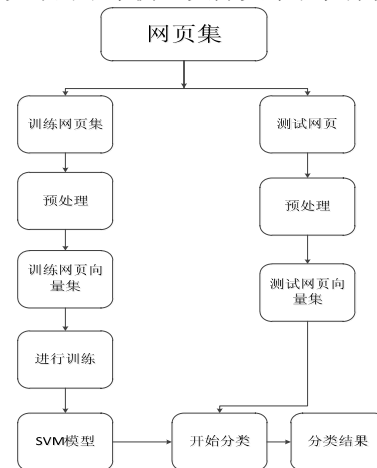 网页集
训练网页集
测试网页
预处理
预处理
训练网页向
量集
测试网页向
量集
进行训练
SVM模型
开始分类
分类结果